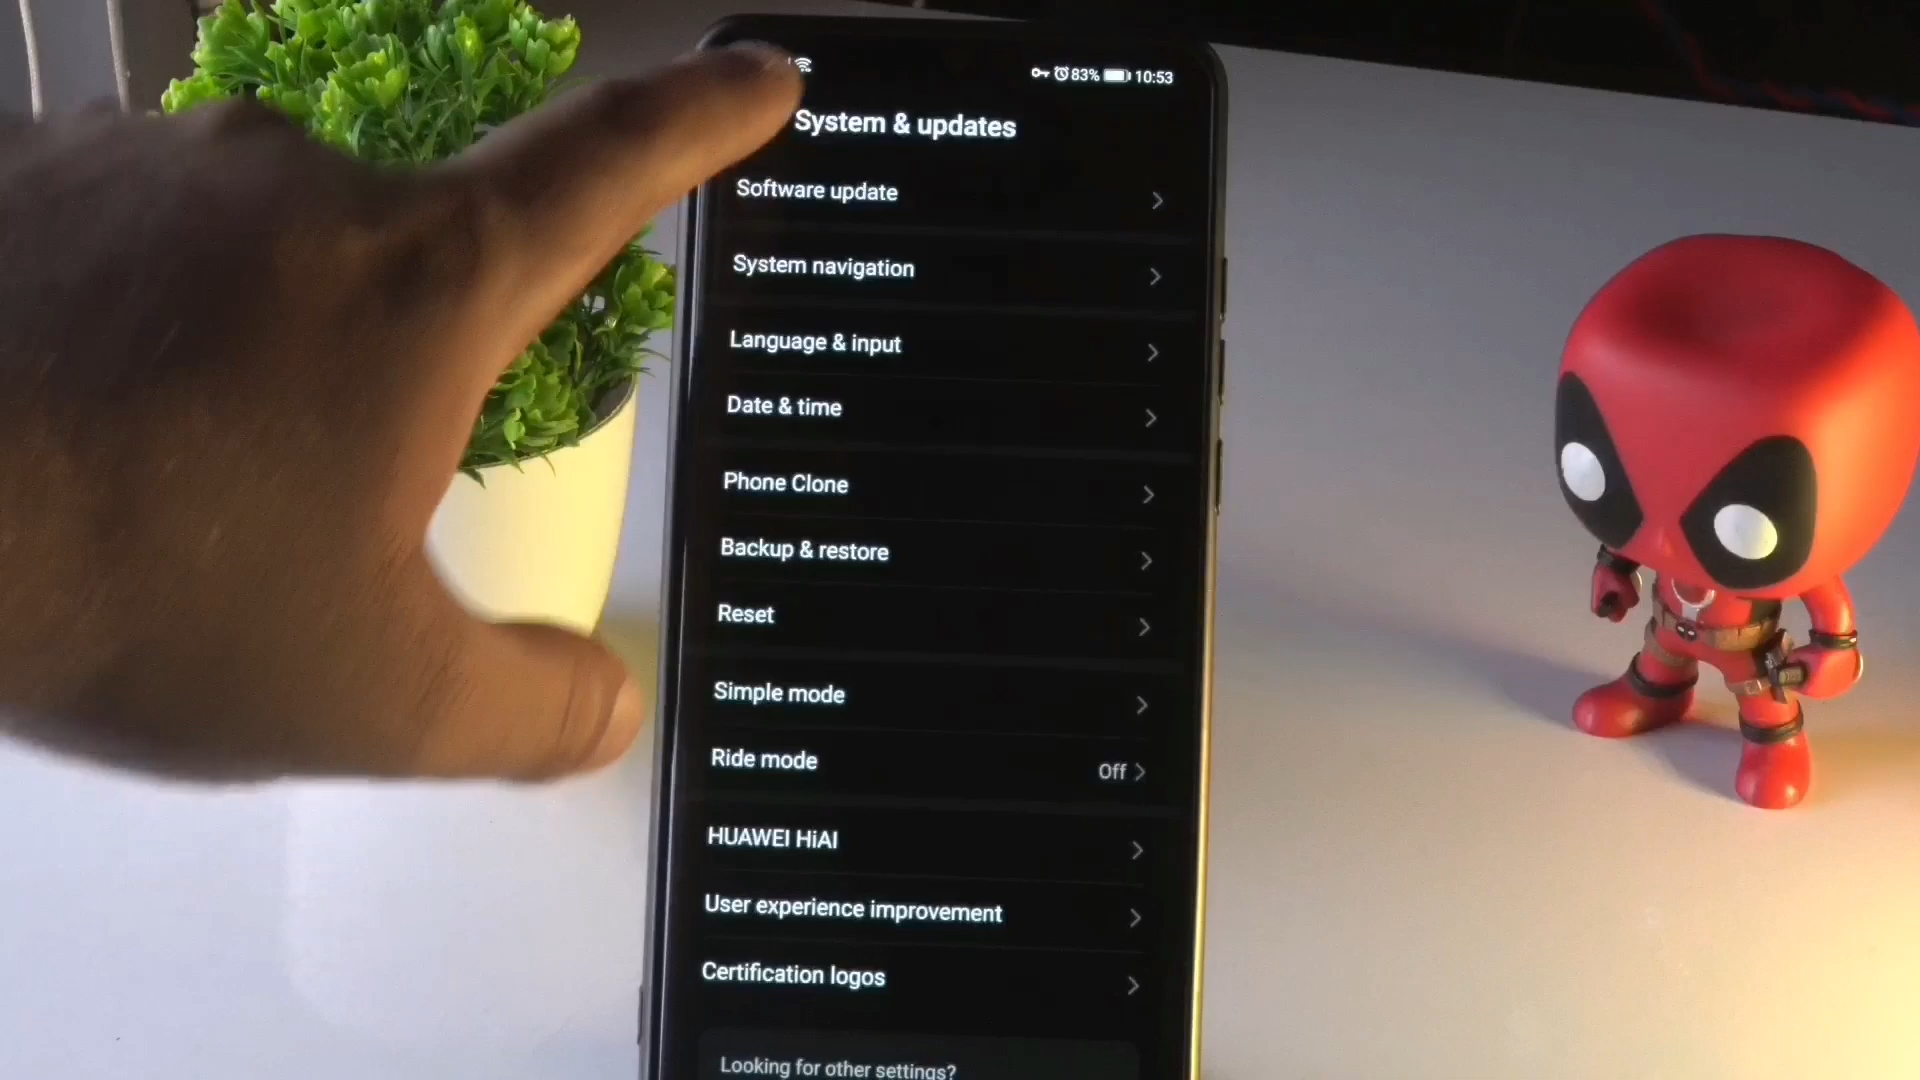 83% 10:53
System & updates
Software update
System navigation
Language & input
Date & time
Phone Clone
Backup & restore
Reset
Simple mode
Ride mode Off
HUAWEI HiAI
User experience improvement
Certification logos
Looking for other settings?